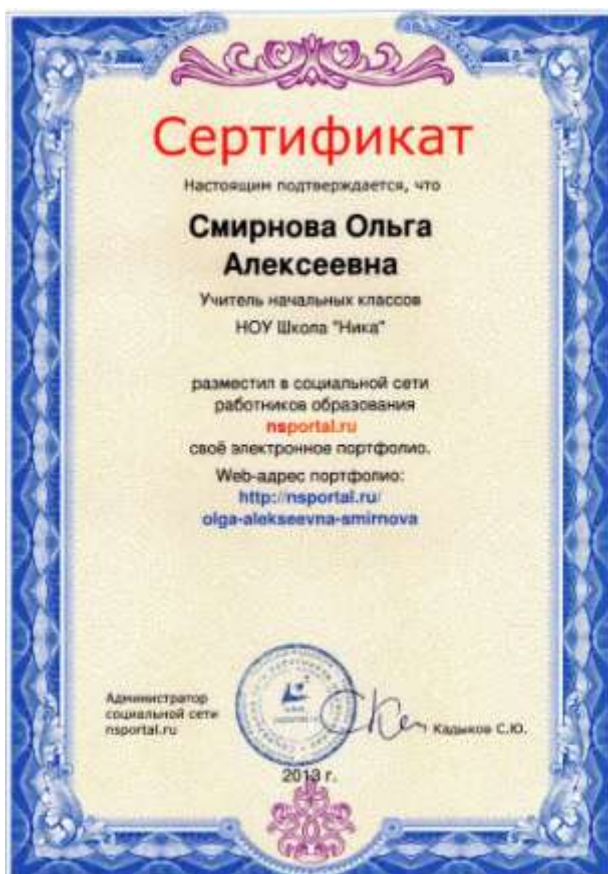 Сертификат
Настоящим подтверждается, что
Смирнова Ольга
Алексеевна
Учитель начальных классов
НОУ Школа "Ника"
разместил в социальной сети
работников образования
nsportal.ru
своё электронное портфолио.
Web-адрес портфолио:
http://nsportal.ru/
olga-alekseevna-smirnova
Администратор
социальной сети
nsportal.ru
Кадыков С.Ю.
2013 г.